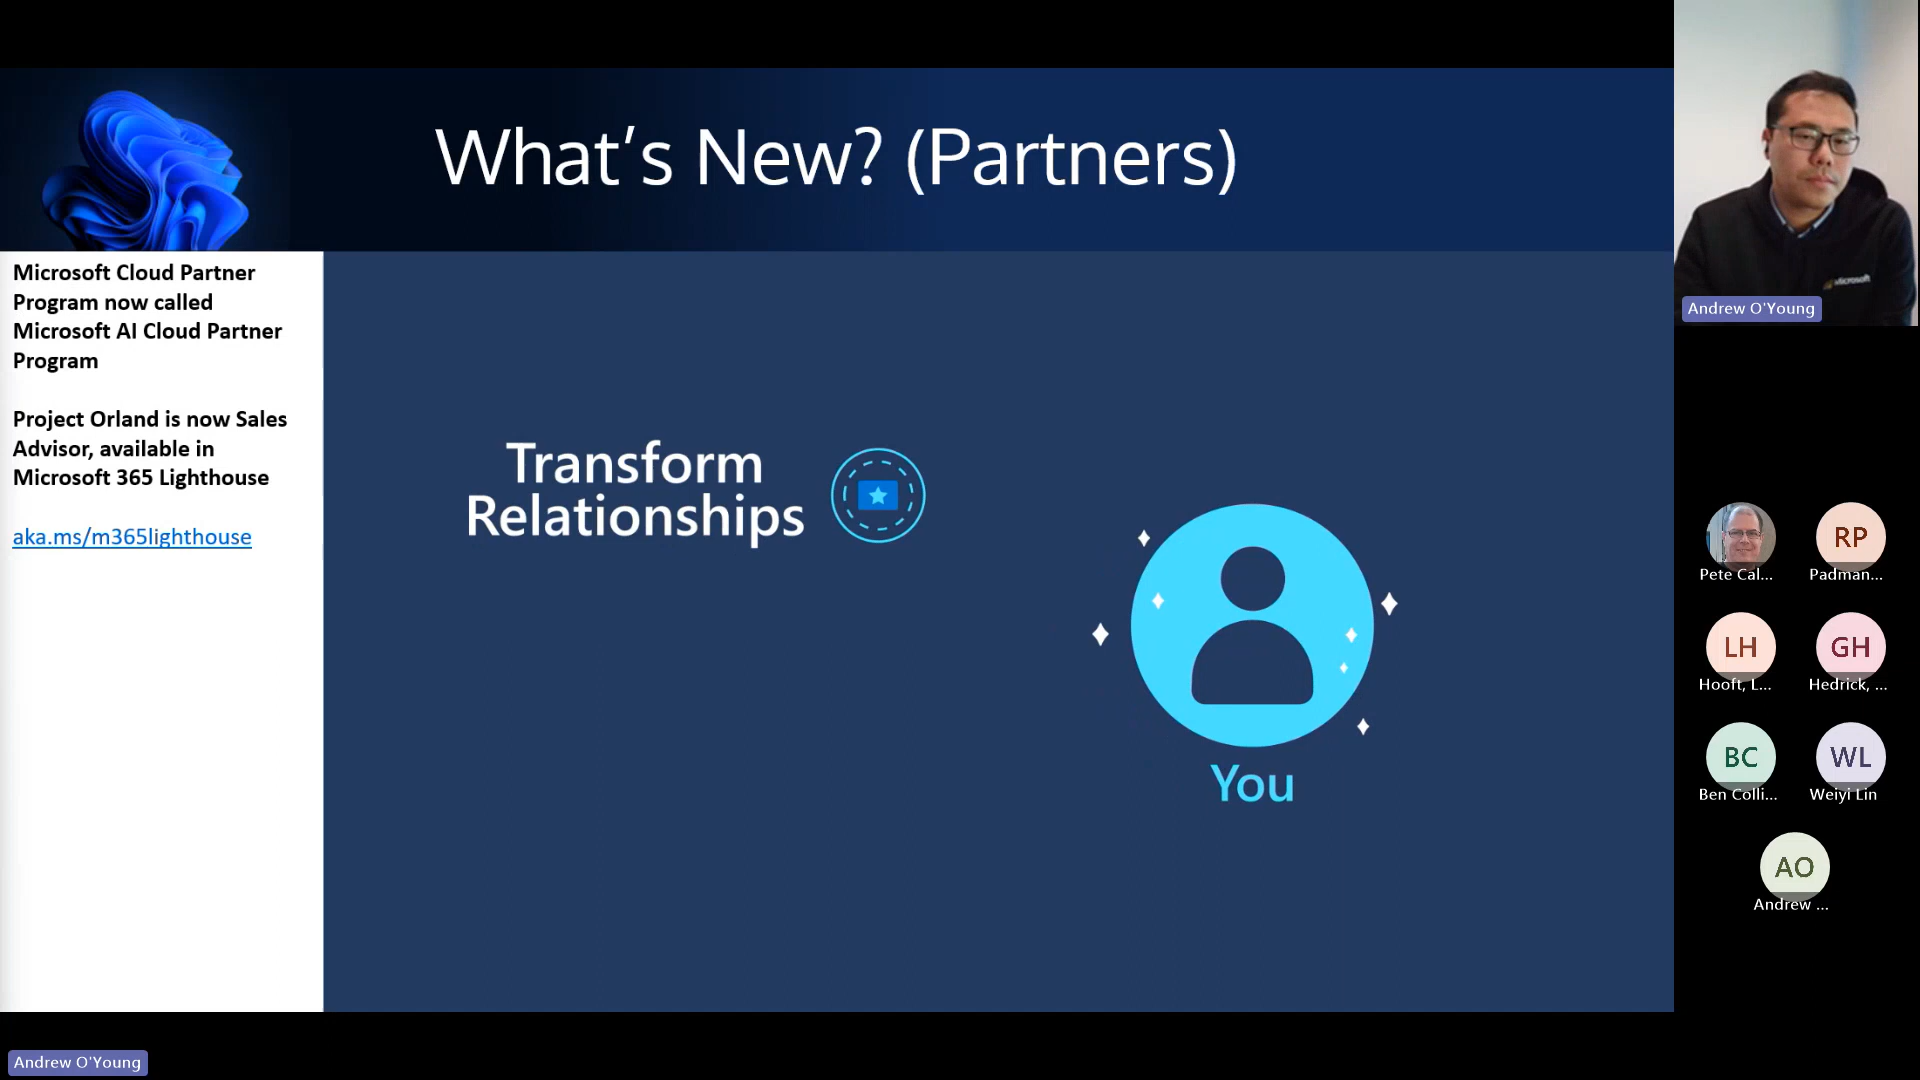 What's New? (Partners)
Microsoft Cloud Partner
Program now called
Microsoft AI Cloud Partner
Program
Project Orland is now Sales
Advisor, available in
Microsoft 365 Lighthouse
aka.ms/m365lighthouse
Transform
Relationships
You
Microsoft
Andrew O'Young
Pete Cal...
RP
Padman...
LH
Hooft, L...
GH
Hedrick, ...
BC
Ben Colli...
WL
Weiyi Lin
AO
Andrew ...
Andrew O'Young